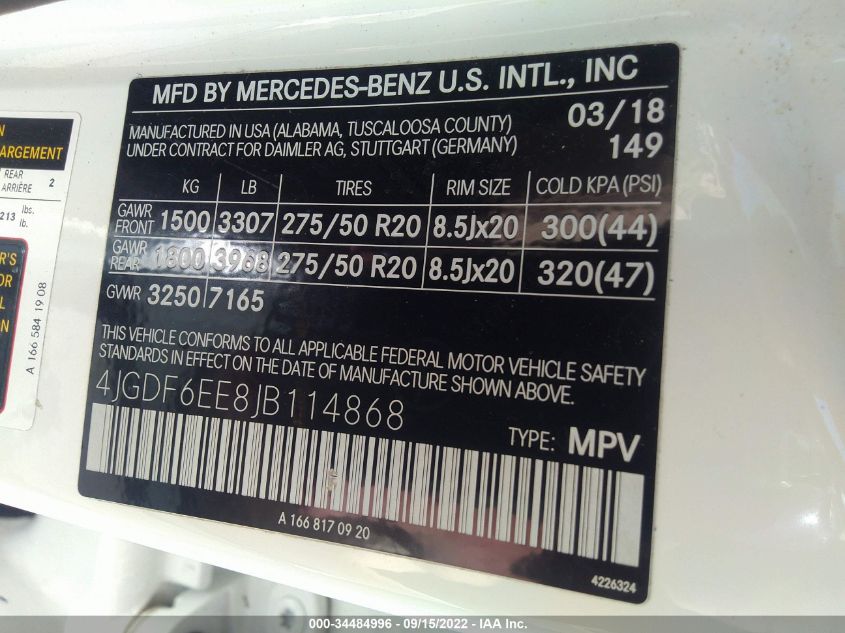 MFD BY MERCEDES-BENZ U.S. INTL., INC
MANUFACTURED IN USA (ALABAMA, TUSCALOOSA COUNTY) 03/18
UNDER CONTRACT FOR DAIMLER AG, STUTTGART (GERMANY) 149
KG LB TIRES RIM SIZE COLD KPA (PSI)
GAWR FRONT 1500 3307 275/50 R20 8.5Jx20 300(44)
GAWR REAR 1800 3968 275/50 R20 8.5Jx20 320(47)
GVWR 3250 7165
THIS VEHICLE CONFORMS TO ALL APPLICABLE FEDERAL MOTOR VEHICLE SAFETY
STANDARDS IN EFFECT ON THE DATE OF MANUFACTURE SHOWN ABOVE.
4JGDF6EE8JB114868
TYPE: MPV
A 166 817 09 20
4226324
ARGEMENT
REAR
ARRIÈRE 2
213 lbs.
lb.
A 166 584 19 08
000-34484996 - 09/15/2022 - IAA Inc.